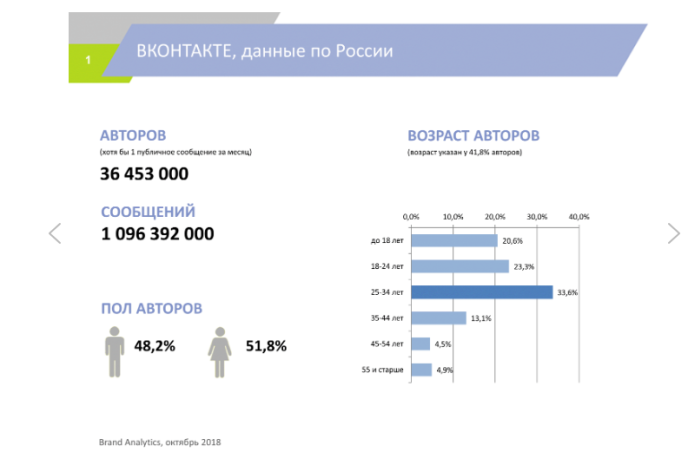 1
ВКОНТАКТЕ, данные по России
АВТОРОВ
(хотя бы 1 публичное сообщение за месяц)
36 453 000
СООБЩЕНИЙ
1 096 392 000
ПОЛ АВТОРОВ
48,2%
51,8%
ВОЗРАСТ АВТОРОВ
(возраст указан у 41,8% авторов)
0,0% 10,0% 20,0% 30,0% 40,0%
до 18 лет 20,6%
18-24 лет 23,3%
25-34 лет 33,6%
35-44 лет 13,1%
45-54 лет 4,5%
55 и старше 4,9%
Brand Analytics, октябрь 2018